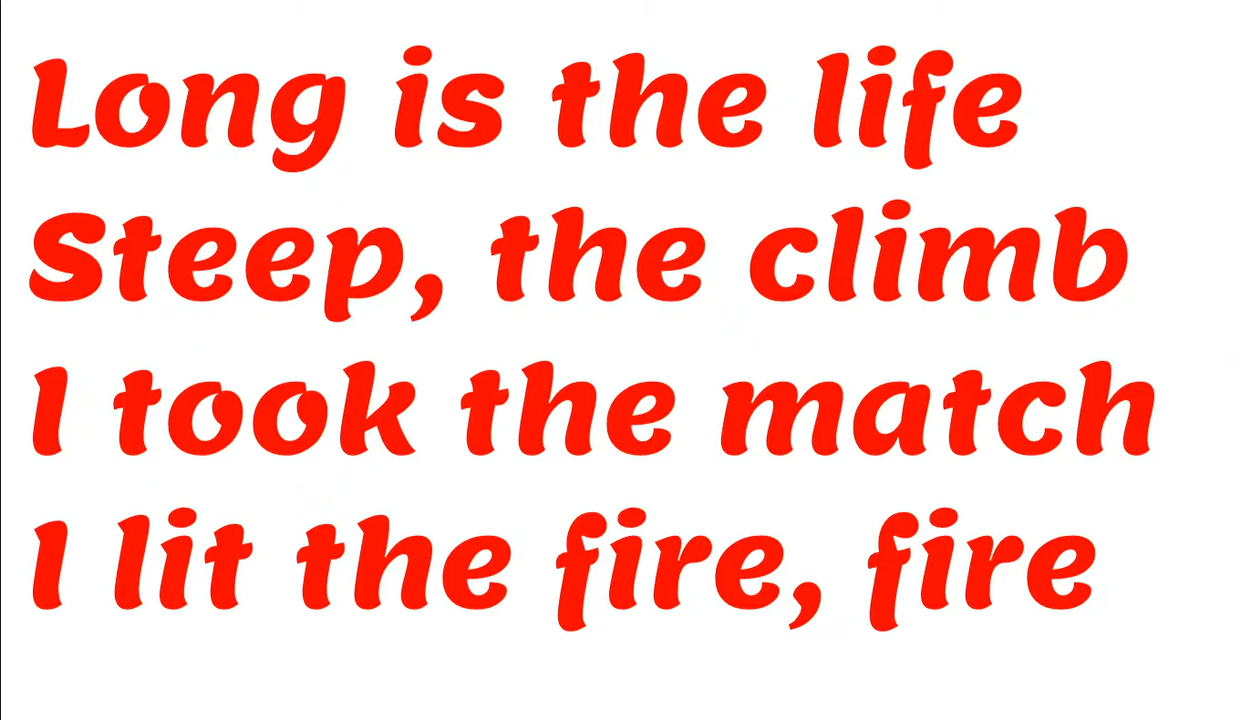 Long is the life
Steep, the climb
I took the match
I lit the fire, fire